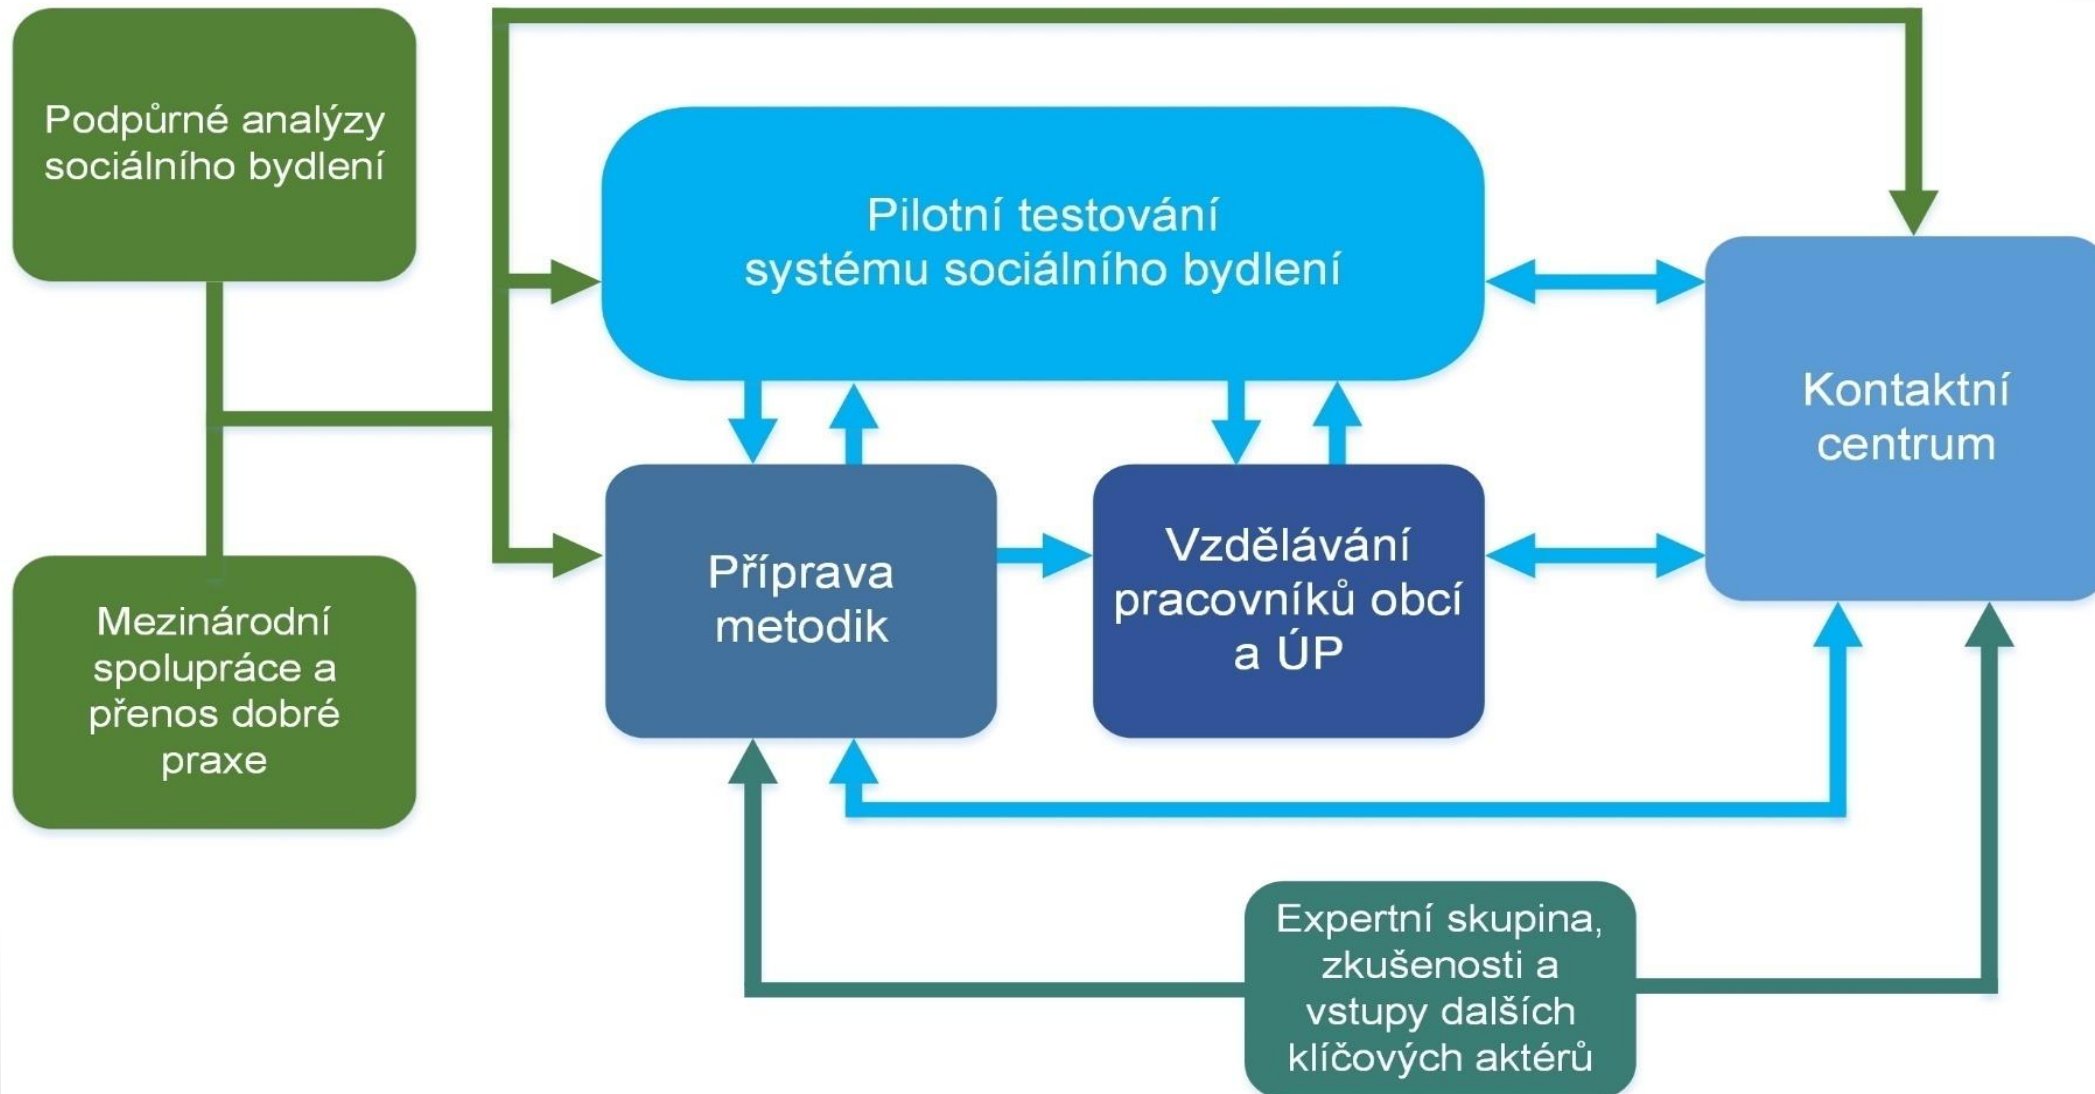 Podpůrné analýzy
sociálního bydlení
Pilotní testování
systému sociálního bydlení
Kontaktní
centrum
Mezinárodní
spolupráce a
přenos dobré
praxe
Příprava
metodik
Vzdělávání
pracovníků obcí
a ÚP
Expertní skupina,
zkušenosti a
vstupy dalších
klíčových aktérů